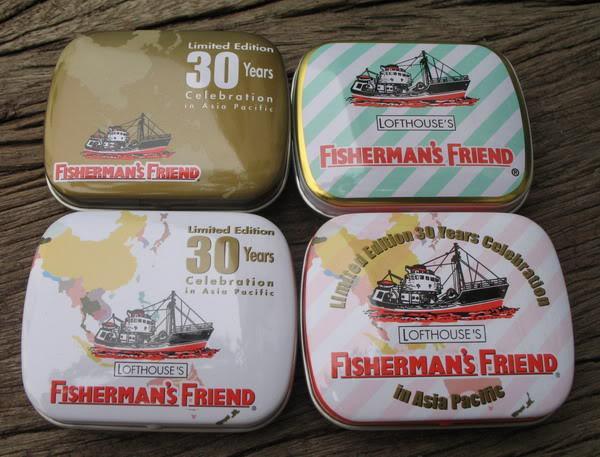 Limited Edition
30 Years
Celebration
in Asia Pacific
FISHERMAN'S FRIEND
LOFTHOUSE'S
FISHERMAN'S FRIEND®
Limited Edition
30 Years
Celebration
in Asia Pacific
LOFTHOUSE'S
FISHERMAN'S FRIEND®
Limited Edition 30 Years Celebration
LOFTHOUSE'S
FISHERMAN'S FRIEND®
in Asia Pacific